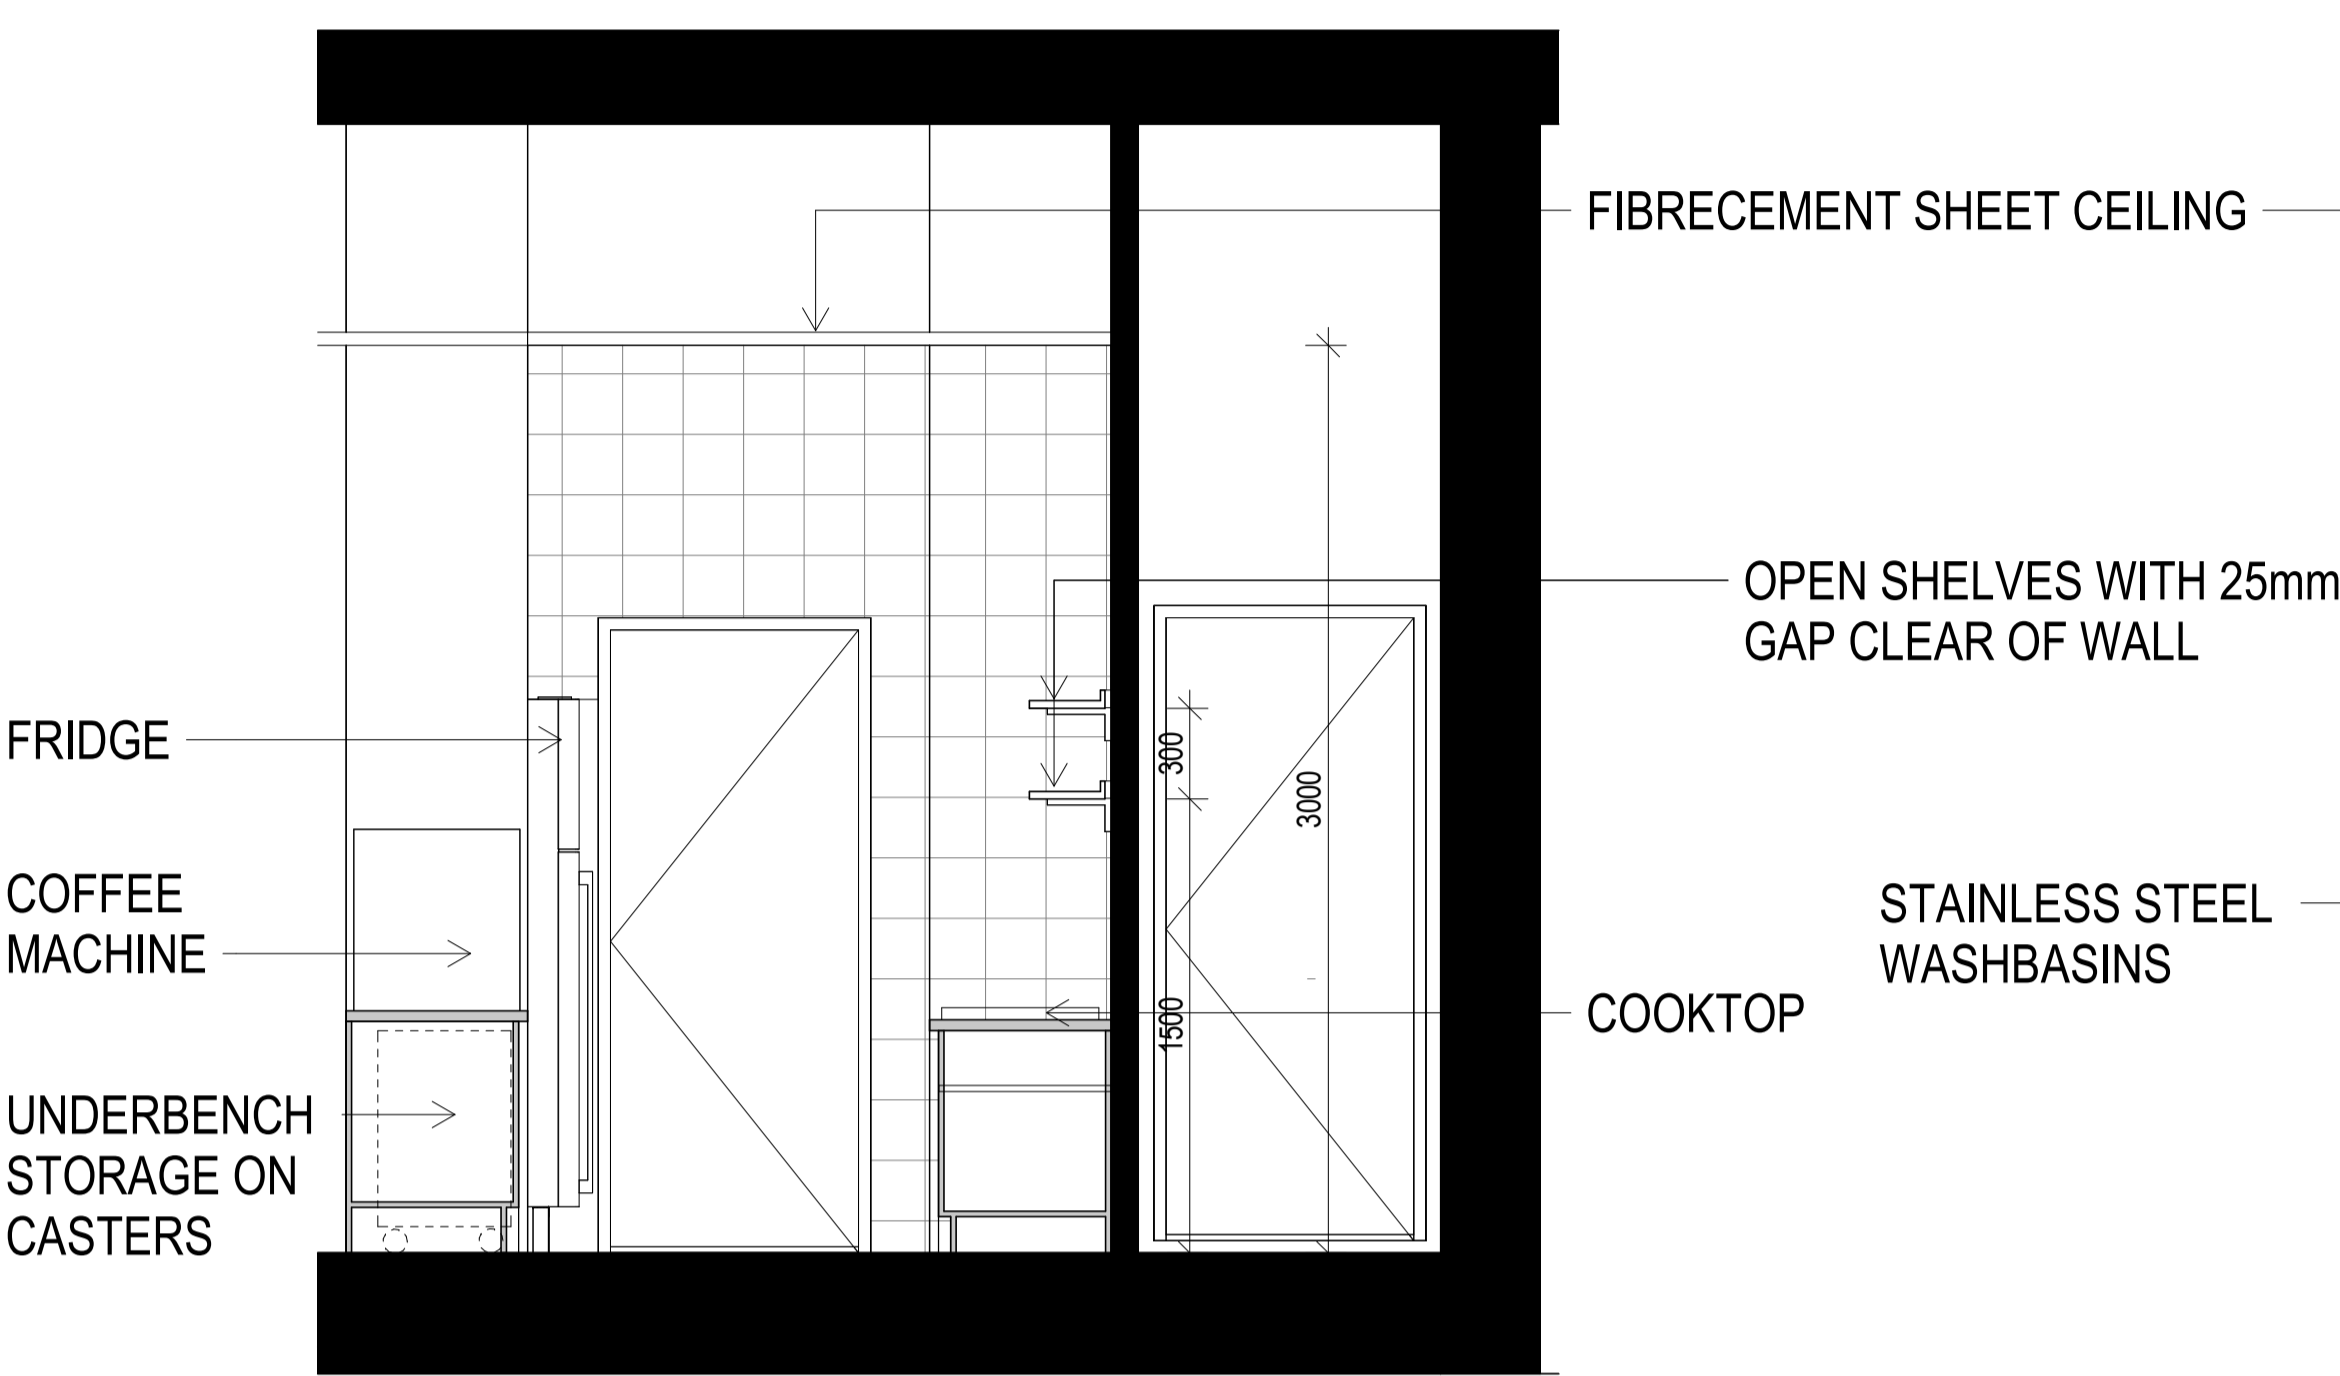 FIBRECEMENT SHEET CEILING
OPEN SHELVES WITH 25mm
GAP CLEAR OF WALL
FRIDGE
300
3000
COFFEE
MACHINE
STAINLESS STEEL
WASHBASINS
1500
COOKTOP
UNDERBENCH
STORAGE ON
CASTERS